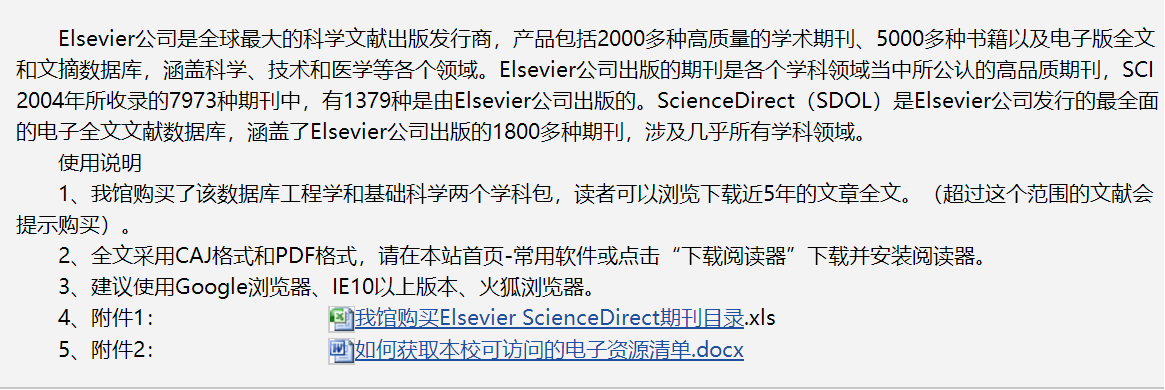 Elsevier公司是全球最大的科学文献出版发行商，产品包括2000多种高质量的学术期刊、5000多种书籍以及电子版全文
和文摘数据库，涵盖科学、技术和医学等各个领域。Elsevier公司出版的期刊是各个学科领域当中所公认的高品质期刊，SCI
2004年所收录的7973种期刊中，有1379种是由Elsevier公司出版的。ScienceDirect（SDOL）是Elsevier公司发行的最全面
的电子全文文献数据库，涵盖了Elsevier公司出版的1800多种期刊，涉及几乎所有学科领域。
使用说明
1、我馆购买了该数据库工程学和基础科学两个学科包，读者可以浏览下载近5年的文章全文。（超过这个范围的文献会
提示购买）。
2、全文采用CAJ格式和PDF格式，请在本站首页-常用软件或点击“下载阅读器”下载并安装阅读器。
3、建议使用Google浏览器、IE10以上版本、火狐浏览器。
4、附件1： 我馆购买Elsevier ScienceDirect期刊目录.xls
5、附件2： 如何获取本校可访问的电子资源清单.docx